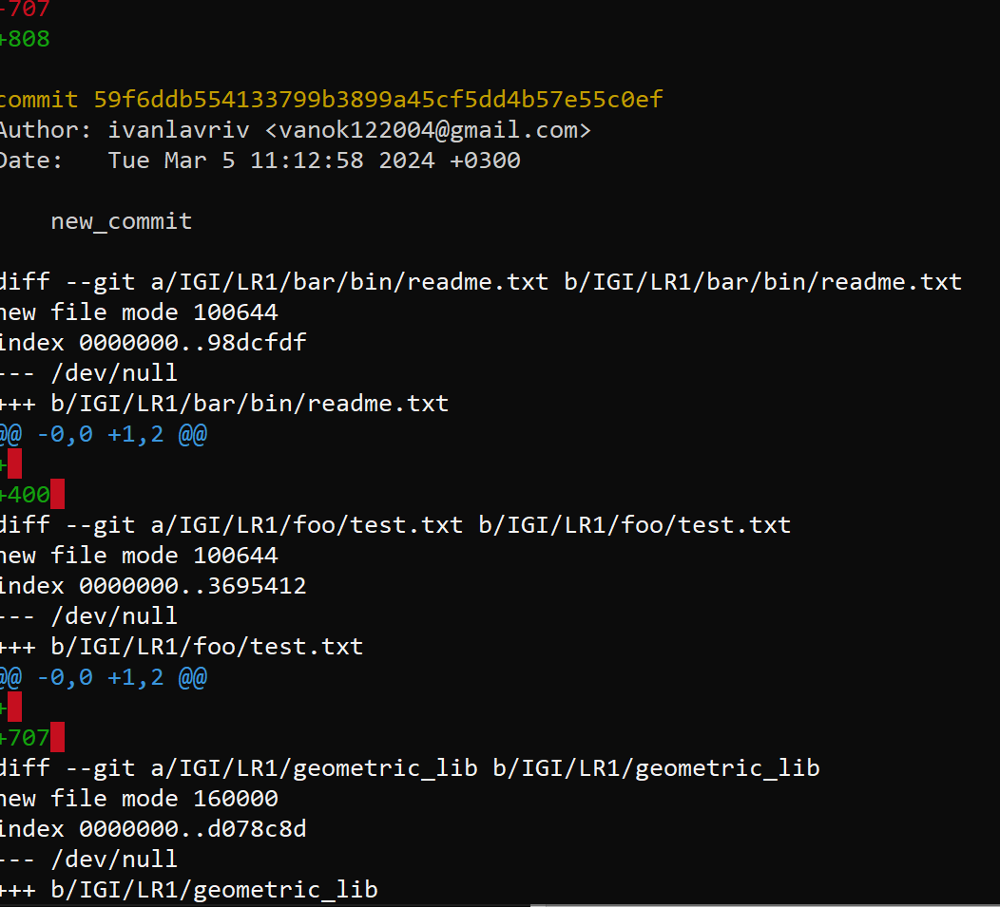 -707
+808
commit 59f6ddb554133799b3899a45cf5dd4b57e55c0ef
Author: ivanlavriv <vanok122004@gmail.com>
Date:   Tue Mar 5 11:12:58 2024 +0300
new_commit
diff --git a/IGI/LR1/bar/bin/readme.txt b/IGI/LR1/bar/bin/readme.txt
new file mode 100644
index 0000000..98dcfdf
--- /dev/null
+++ b/IGI/LR1/bar/bin/readme.txt
@@ -0,0 +1,2 @@
+
+400
diff --git a/IGI/LR1/foo/test.txt b/IGI/LR1/foo/test.txt
new file mode 100644
index 0000000..3695412
--- /dev/null
+++ b/IGI/LR1/foo/test.txt
@@ -0,0 +1,2 @@
+
+707
diff --git a/IGI/LR1/geometric_lib b/IGI/LR1/geometric_lib
new file mode 160000
index 0000000..d078c8d
--- /dev/null
+++ b/IGI/LR1/geometric_lib